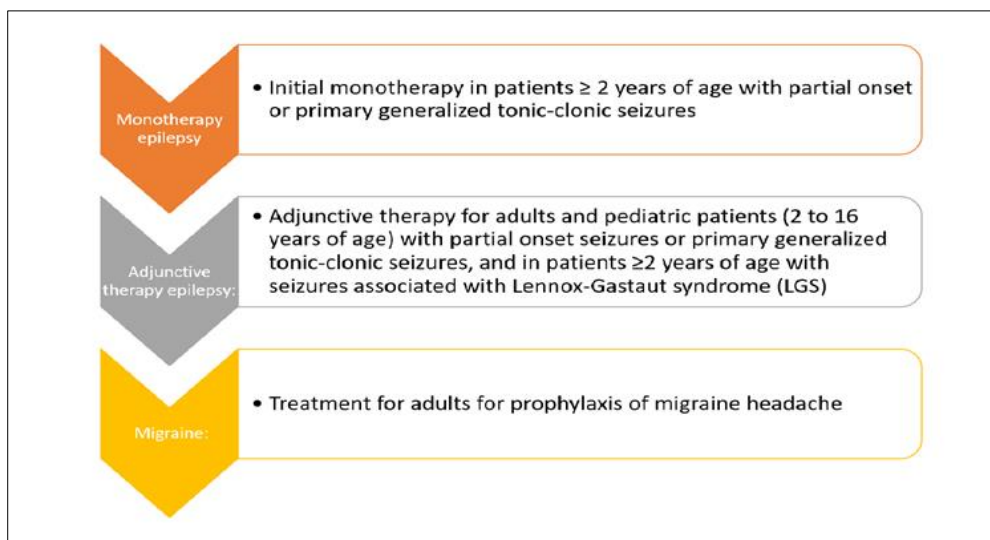 Monotherapy
epilepsy
• Initial monotherapy in patients ≥ 2 years of age with partial onset
or primary generalized tonic-clonic seizures
Adjunctive
therapy epilepsy:
• Adjunctive therapy for adults and pediatric patients (2 to 16
years of age) with partial onset seizures or primary generalized
tonic-clonic seizures, and in patients ≥2 years of age with
seizures associated with Lennox-Gastaut syndrome (LGS)
Migraine:
• Treatment for adults for prophylaxis of migraine headache